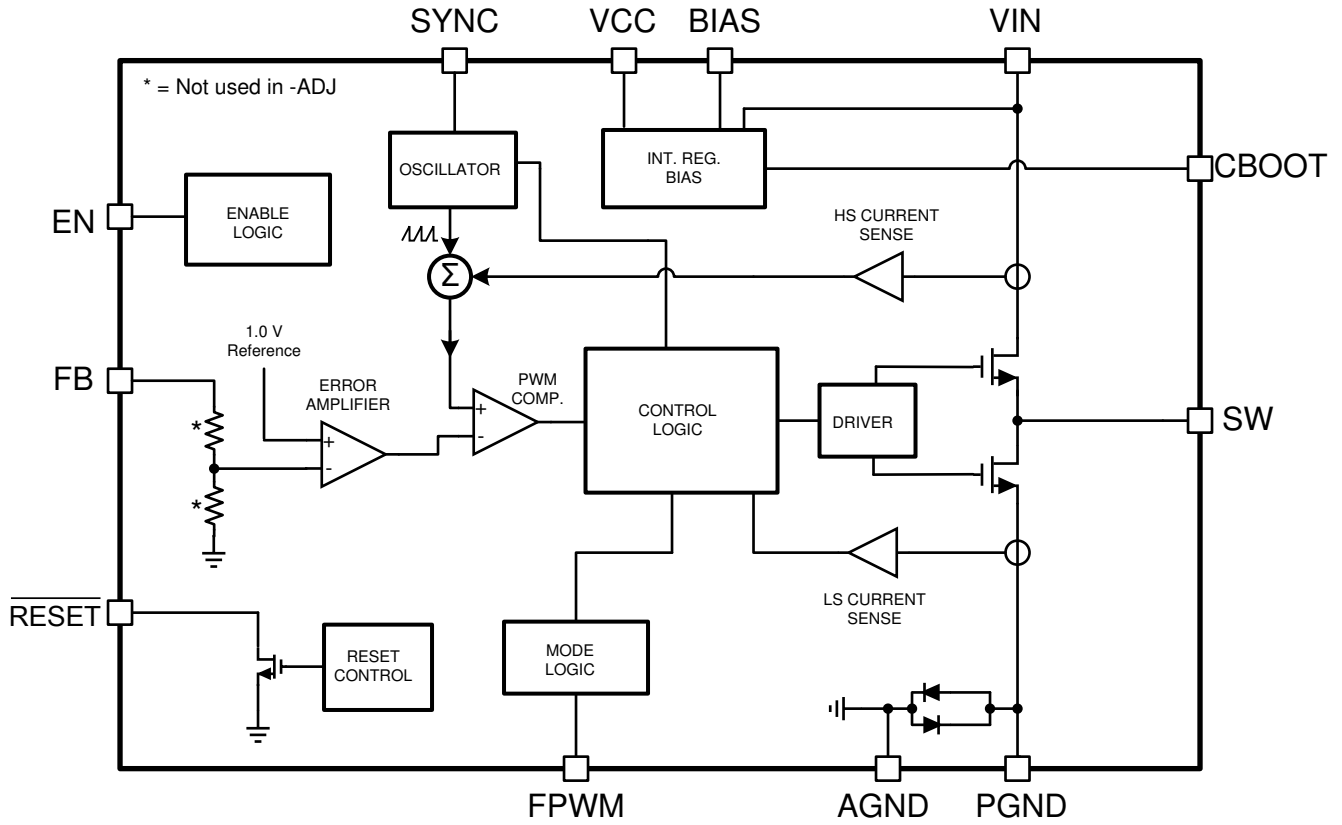 SYNC
VCC
BIAS
VIN
* = Not used in -ADJ
OSCILLATOR
INT. REG.
BIAS
CBOOT
EN
ENABLE
LOGIC
HS CURRENT
SENSE
Σ
1.0 V
Reference
FB
ERROR
AMPLIFIER
PWM
COMP.
+
-
+
-
CONTROL
LOGIC
DRIVER
SW
*
*
LS CURRENT
SENSE
RESET
RESET
CONTROL
MODE
LOGIC
FPWM
AGND
PGND